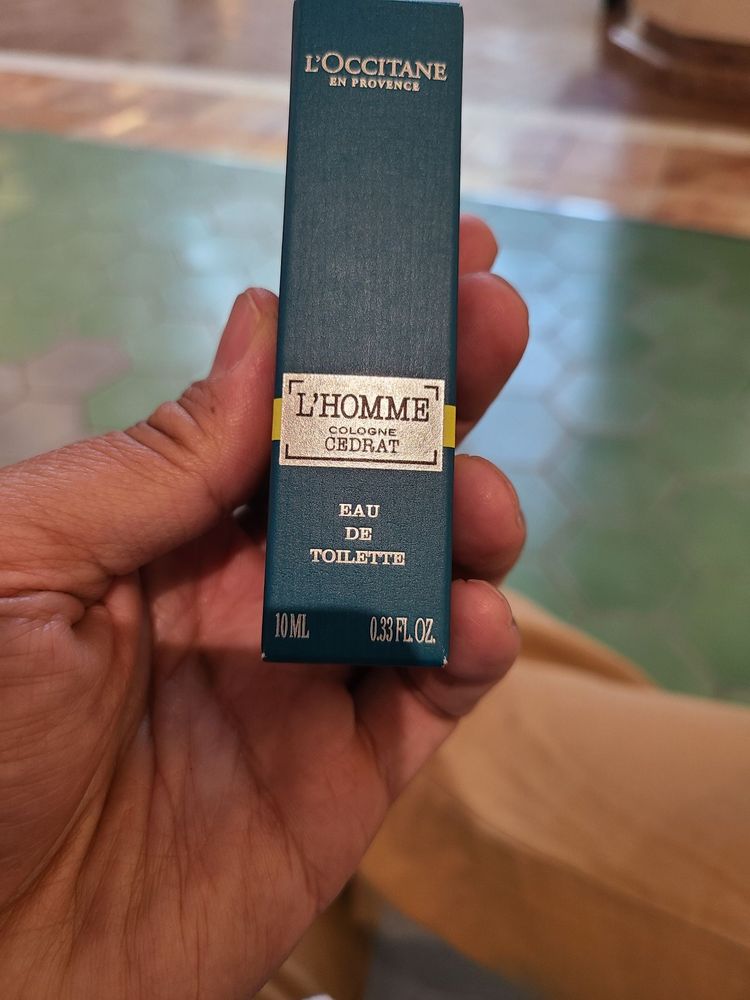 L'OCCITANE
EN PROVENCE
L'HOMME
COLOGNE
CEDRAT
EAU
DE
TOILETTE
10 ML 0.33 FL. OZ.